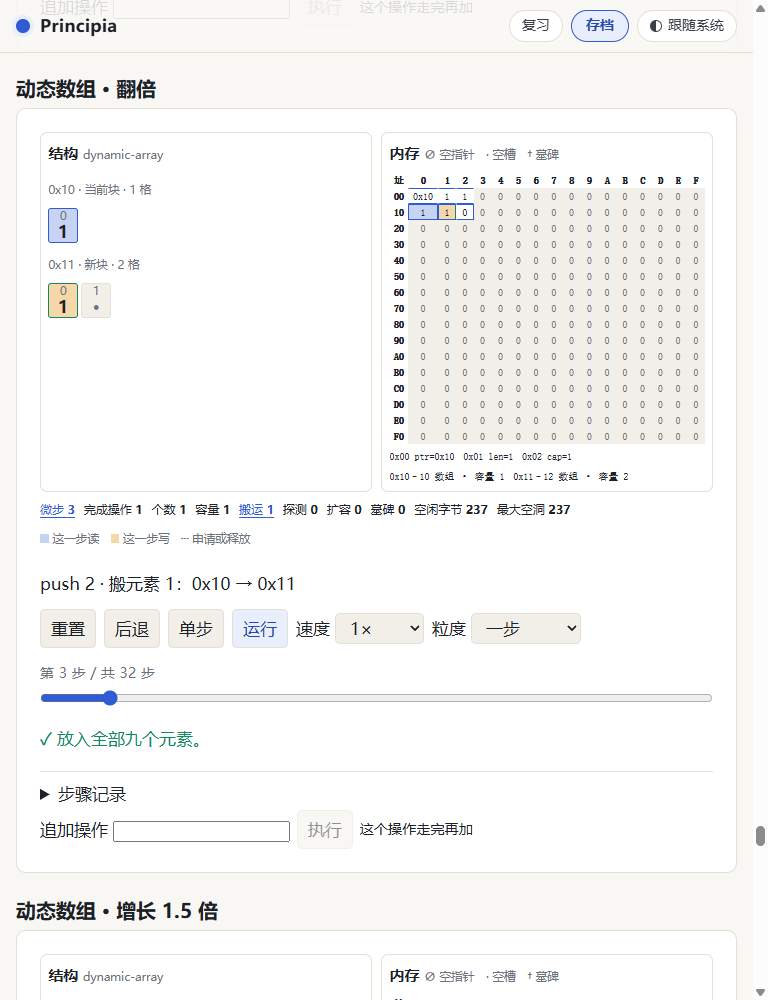 追加操作 执行 这个操作走完再加
Principia 复习 存档 跟随系统
动态数组 • 翻倍
结构 dynamic-array
0x10 · 当前块 · 1 格
0
1
0x11 · 新块 · 2 格
0 1
1 •
内存 ∅ 空指针 · 空槽 † 墓碑
址 0 1 2 3 4 5 6 7 8 9 A B C D E F
00 0x10 1 1 0 0 0 0 0 0 0 0 0 0 0 0 0
10 1 1 0 0 0 0 0 0 0 0 0 0 0 0 0 0
20 0 0 0 0 0 0 0 0 0 0 0 0 0 0 0 0
30 0 0 0 0 0 0 0 0 0 0 0 0 0 0 0 0
40 0 0 0 0 0 0 0 0 0 0 0 0 0 0 0 0
50 0 0 0 0 0 0 0 0 0 0 0 0 0 0 0 0
60 0 0 0 0 0 0 0 0 0 0 0 0 0 0 0 0
70 0 0 0 0 0 0 0 0 0 0 0 0 0 0 0 0
80 0 0 0 0 0 0 0 0 0 0 0 0 0 0 0 0
90 0 0 0 0 0 0 0 0 0 0 0 0 0 0 0 0
A0 0 0 0 0 0 0 0 0 0 0 0 0 0 0 0 0
B0 0 0 0 0 0 0 0 0 0 0 0 0 0 0 0 0
C0 0 0 0 0 0 0 0 0 0 0 0 0 0 0 0 0
D0 0 0 0 0 0 0 0 0 0 0 0 0 0 0 0 0
E0 0 0 0 0 0 0 0 0 0 0 0 0 0 0 0 0
F0 0 0 0 0 0 0 0 0 0 0 0 0 0 0 0 0
0x00 ptr=0x10 0x01 len=1 0x02 cap=1
0x10–10 数组 · 容量 1 0x11–12 数组 · 容量 2
微步 3 完成操作 1 个数 1 容量 1 搬运 1 探测 0 扩容 0 墓碑 0 空闲字节 237 最大空洞 237
这一步读 这一步写 ┄ 申请或释放
push 2 · 搬元素 1：0x10 → 0x11
重置 后退 单步 运行 速度 1× 粒度 一步
第 3 步 / 共 32 步
✓ 放入全部九个元素。
▶ 步骤记录
追加操作 执行 这个操作走完再加
动态数组 • 增长 1.5 倍
结构 dynamic-array
内存 ∅ 空指针 · 空槽 † 墓碑